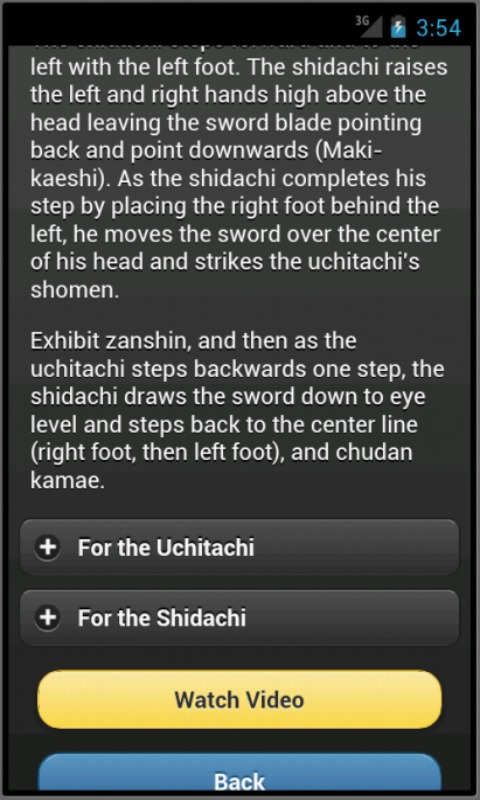 3G
3:54
left with the left foot. The shidachi raises
the left and right hands high above the
head leaving the sword blade pointing
back and point downwards (Maki-
kaeshi). As the shidachi completes his
step by placing the right foot behind the
left, he moves the sword over the center
of his head and strikes the uchitachi's
shomen.
Exhibit zanshin, and then as the
uchitachi steps backwards one step, the
shidachi draws the sword down to eye
level and steps back to the center line
(right foot, then left foot), and chudan
kamae.
For the Uchitachi
For the Shidachi
Watch Video
Back